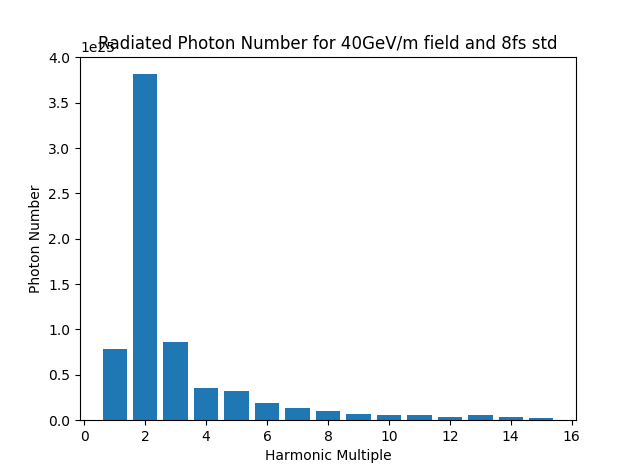 Radiated Photon Number for 40GeV/m field and 8fs std
1e25
4.0
3.5
3.0
2.5
2.0
1.5
1.0
0.5
0.0
Photon Number
0 2 4 6 8 10 12 14 16
Harmonic Multiple